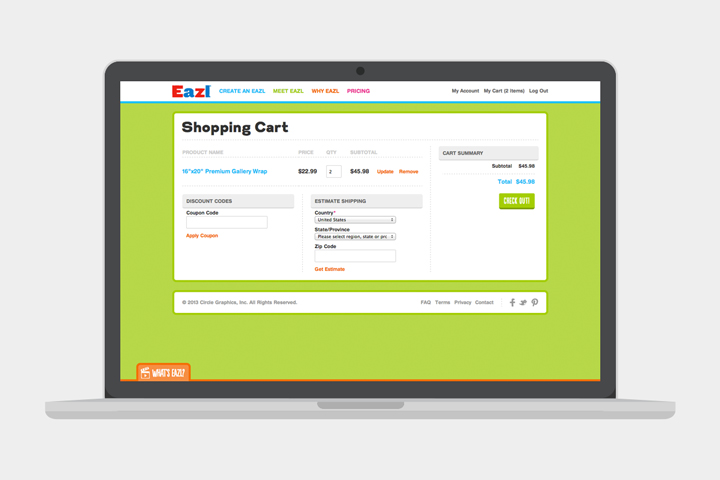 Eazl CREATE AN EAZL MEET EAZL WHY EAZL PRICING My Account My Cart (2 items) Log Out
Shopping Cart
PRODUCT NAME PRICE QTY SUBTOTAL
16"x20" Premium Gallery Wrap $22.99 2 $45.98 Update Remove
CART SUMMARY
Subtotal $45.98
Total $45.98
CHECK OUT!
DISCOUNT CODES
Coupon Code
Apply Coupon
ESTIMATE SHIPPING
Country*
United States
State/Province
Please select region, state or pro
Zip Code
Get Estimate
© 2013 Circle Graphics, Inc. All Rights Reserved. FAQ Terms Privacy Contact
WHAT'S EAZL?